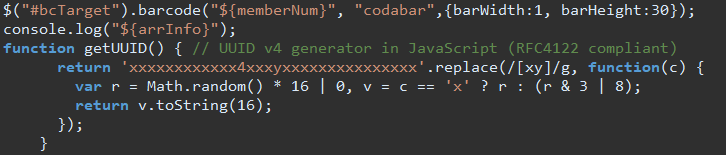 $("#bcTarget").barcode("${memberNum}", "codabar",{barWidth:1, barHeight:30});
console.log("${arrInfo}");
function getUUID() { // UUID v4 generator in JavaScript (RFC4122 compliant)
return 'xxxxxxxxxxxx4xxxyxxxxxxxxxxxxxxx'.replace(/[xy]/g, function(c) {
var r = Math.random() * 16 | 0, v = c == 'x' ? r : (r & 3 | 8);
return v.toString(16);
});
}